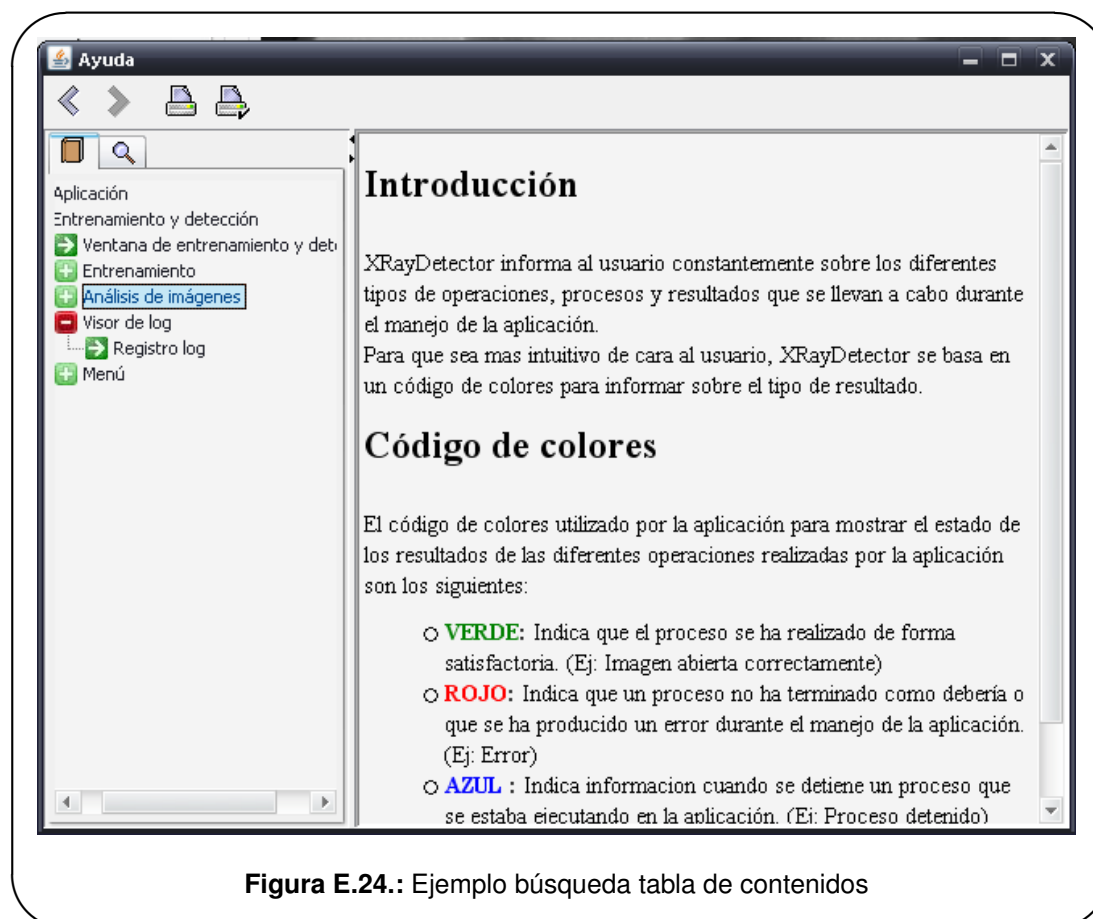 Ayuda
Aplicación
Entrenamiento y detección
Ventana de entrenamiento y det
Entrenamiento
Análisis de imágenes
Visor de log
Registro log
Menú
Introducción
XRayDetector informa al usuario constantemente sobre los diferentes
tipos de operaciones, procesos y resultados que se llevan a cabo durante
el manejo de la aplicación.
Para que sea mas intuitivo de cara al usuario, XRayDetector se basa en
un código de colores para informar sobre el tipo de resultado.
Código de colores
El código de colores utilizado por la aplicación para mostrar el estado de
los resultados de las diferentes operaciones realizadas por la aplicación
son los siguientes:
VERDE: Indica que el proceso se ha realizado de forma
satisfactoria. (Ej: Imagen abierta correctamente)
ROJO: Indica que un proceso no ha terminado como debería o
que se ha producido un error durante el manejo de la aplicación.
(Ej: Error)
AZUL : Indica informacion cuando se detiene un proceso que
se estaba ejecutando en la aplicación. (Ej: Proceso detenido)
Figura E.24.: Ejemplo búsqueda tabla de contenidos